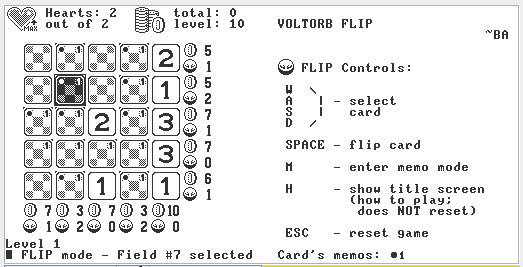 Hearts: 2
out of 2
MAX
total: 0
level: 10
VOLTORB FLIP
~BA
2
5
1
FLIP Controls:
1
5
2
W
A
S
D
- select
card
2
3
7
1
SPACE - flip card
3
7
0
M - enter memo mode
1
1
6
1
H - show title screen
(how to play;
does NOT reset)
7 3 7 3 10
1 2 0 2 0
ESC - reset game
Level 1
FLIP mode - Field #7 selected
Card's memos: ●1